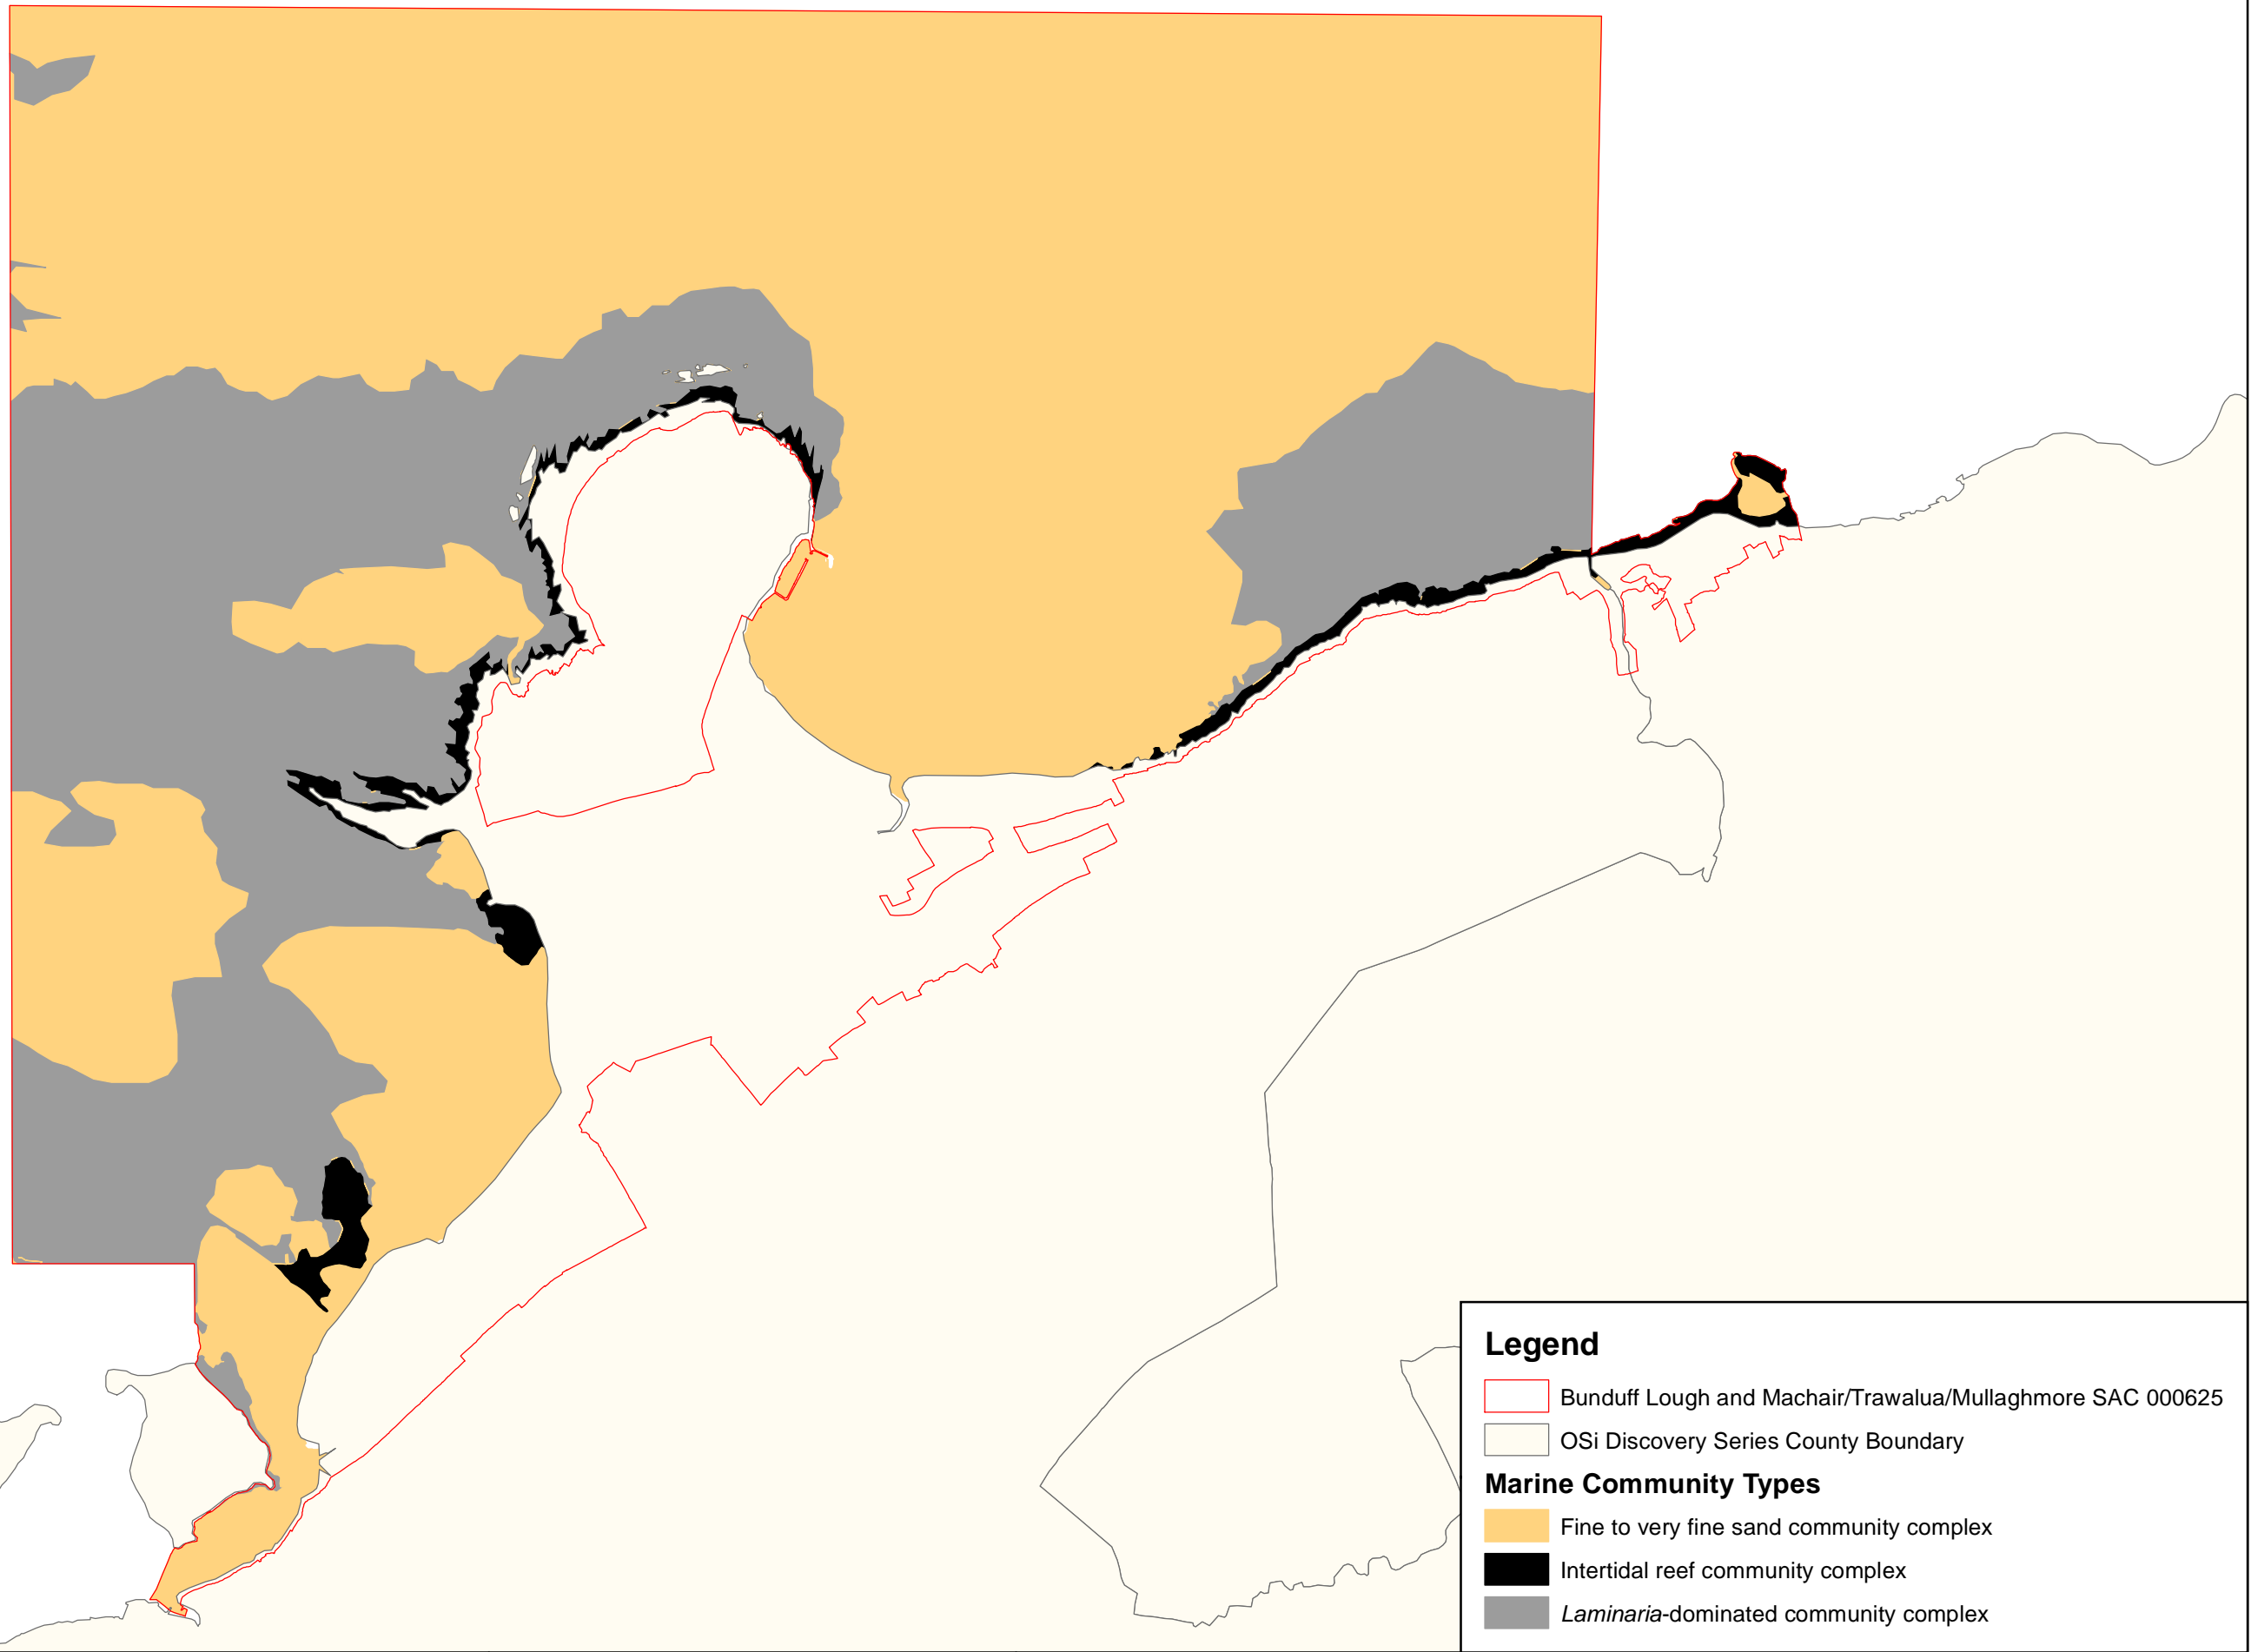 Legend
Bunduff Lough and Machair/Trawalua/Mullaghmore SAC 000625
OSi Discovery Series County Boundary
Marine Community Types
Fine to very fine sand community complex
Intertidal reef community complex
Laminaria-dominated community complex